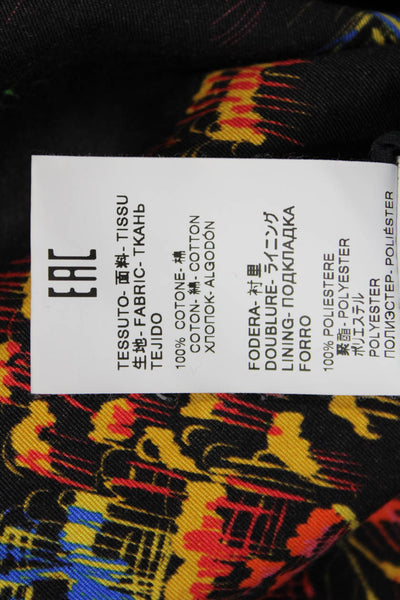 EAC
TESSUTO- 面料- TISSU
生地- FABRIC- ТКАНЬ
TEJIDO
100% COTONE- 棉
COTON- 綿- COTTON
ХЛОПОК- ALGODÓN
FODERA- 衬里
DOUBLURE- ライニング
LINING- ПОДКЛАДКА
FORRO
100% POLIESTERE
聚酯- POLYESTER
ポリエステル
POLYESTER
ПОЛИЭСТЕР- POLIÉSTER